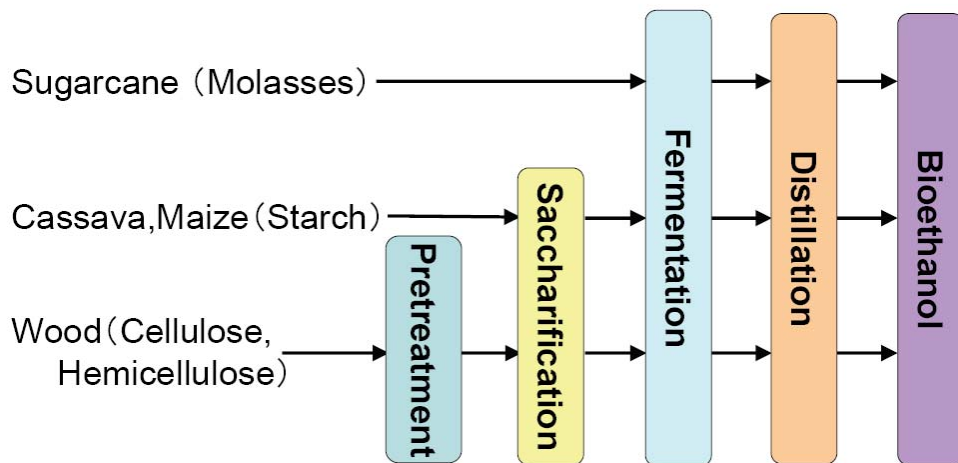 Sugarcane（Molasses）
Cassava,Maize（Starch）
Wood（Cellulose,
Hemicellulose）
Pretreatment
Saccharification
Fermentation
Distillation
Bioethanol